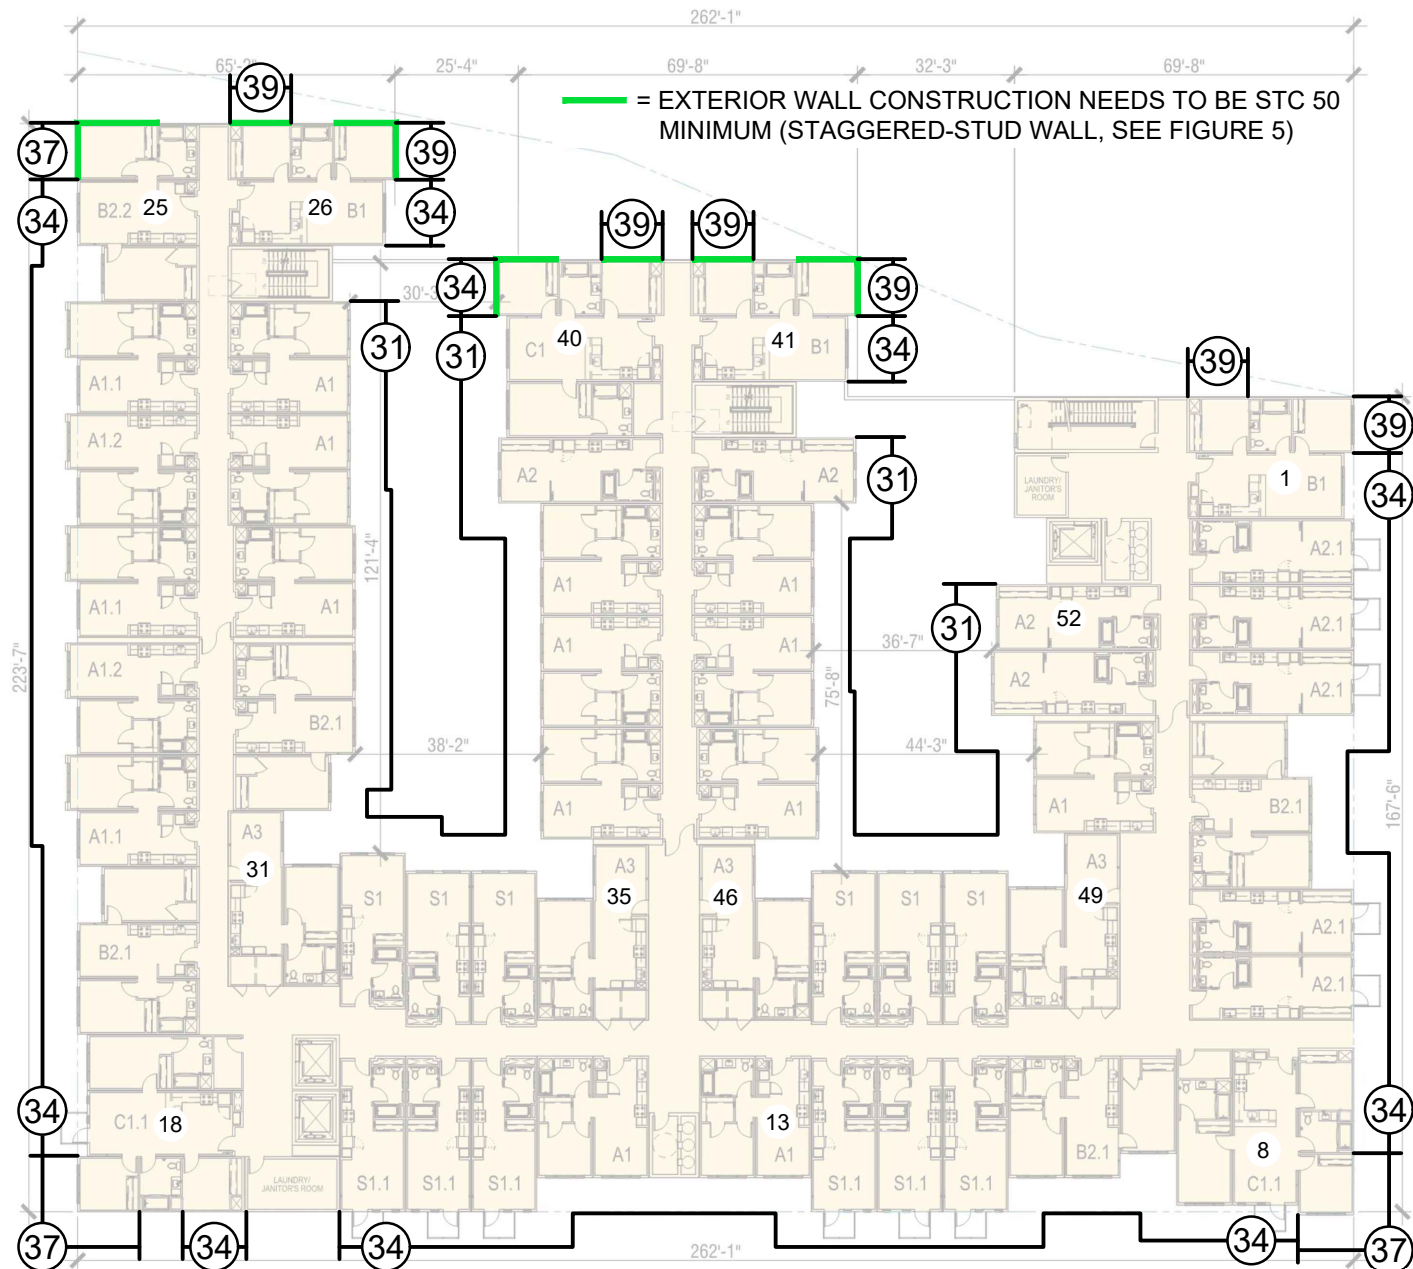 262'-1"
65'-2" 25'-4" 69'-8" 32'-3" 69'-8"
39
= EXTERIOR WALL CONSTRUCTION NEEDS TO BE STC 50
MINIMUM (STAGGERED-STUD WALL, SEE FIGURE 5)
37 39
34 B2.2 25 26 B1 34
39 39
34 30'-3" 39
31 31 C1 40 41 B1 34
39
A1.1 A1 39
A1.2 A1 A2 A2 31 LAUNDRY/
JANITOR'S
ROOM 1 B1 34
A2.1
121'-4"
A1.1 A1 A1 A1 31 A2 52 A2.1
223'-7" A1.2 A1 A1 36'-7" A2 A2.1
75'-8"
B2.1
38'-2" 44'-3"
A1.1 A1 A1 A1 B2.1
167'-6"
A3 A3 A3 A3
31 S1 S1 S1 35 46 S1 S1 S1 49
A2.1
B2.1 A2.1
34 C1.1 18 13 34
A1 A1 B2.1 8
LAUNDRY/
JANITOR'S ROOM S1.1 S1.1 S1.1 S1.1 S1.1 S1.1 C1.1
37 34 34 262'-1" 34 37